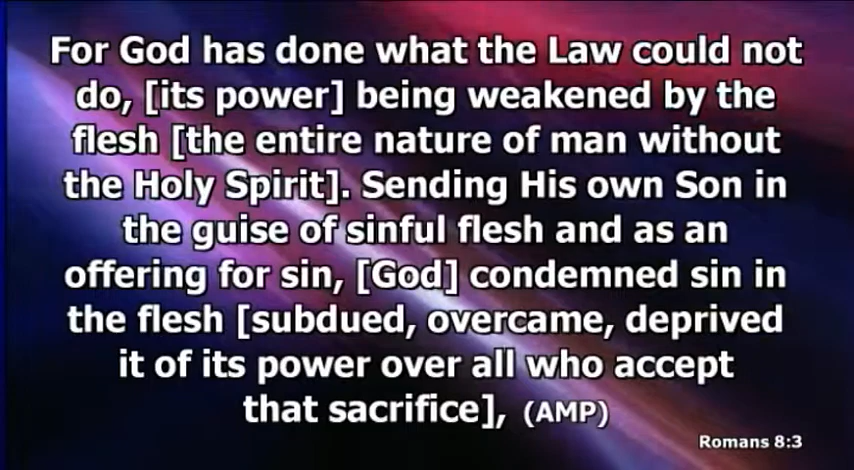 For God has done what the Law could not
do, [its power] being weakened by the
flesh [the entire nature of man without
the Holy Spirit]. Sending His own Son in
the guise of sinful flesh and as an
offering for sin, [God] condemned sin in
the flesh [subdued, overcame, deprived
it of its power over all who accept
that sacrifice], (AMP)
Romans 8:3